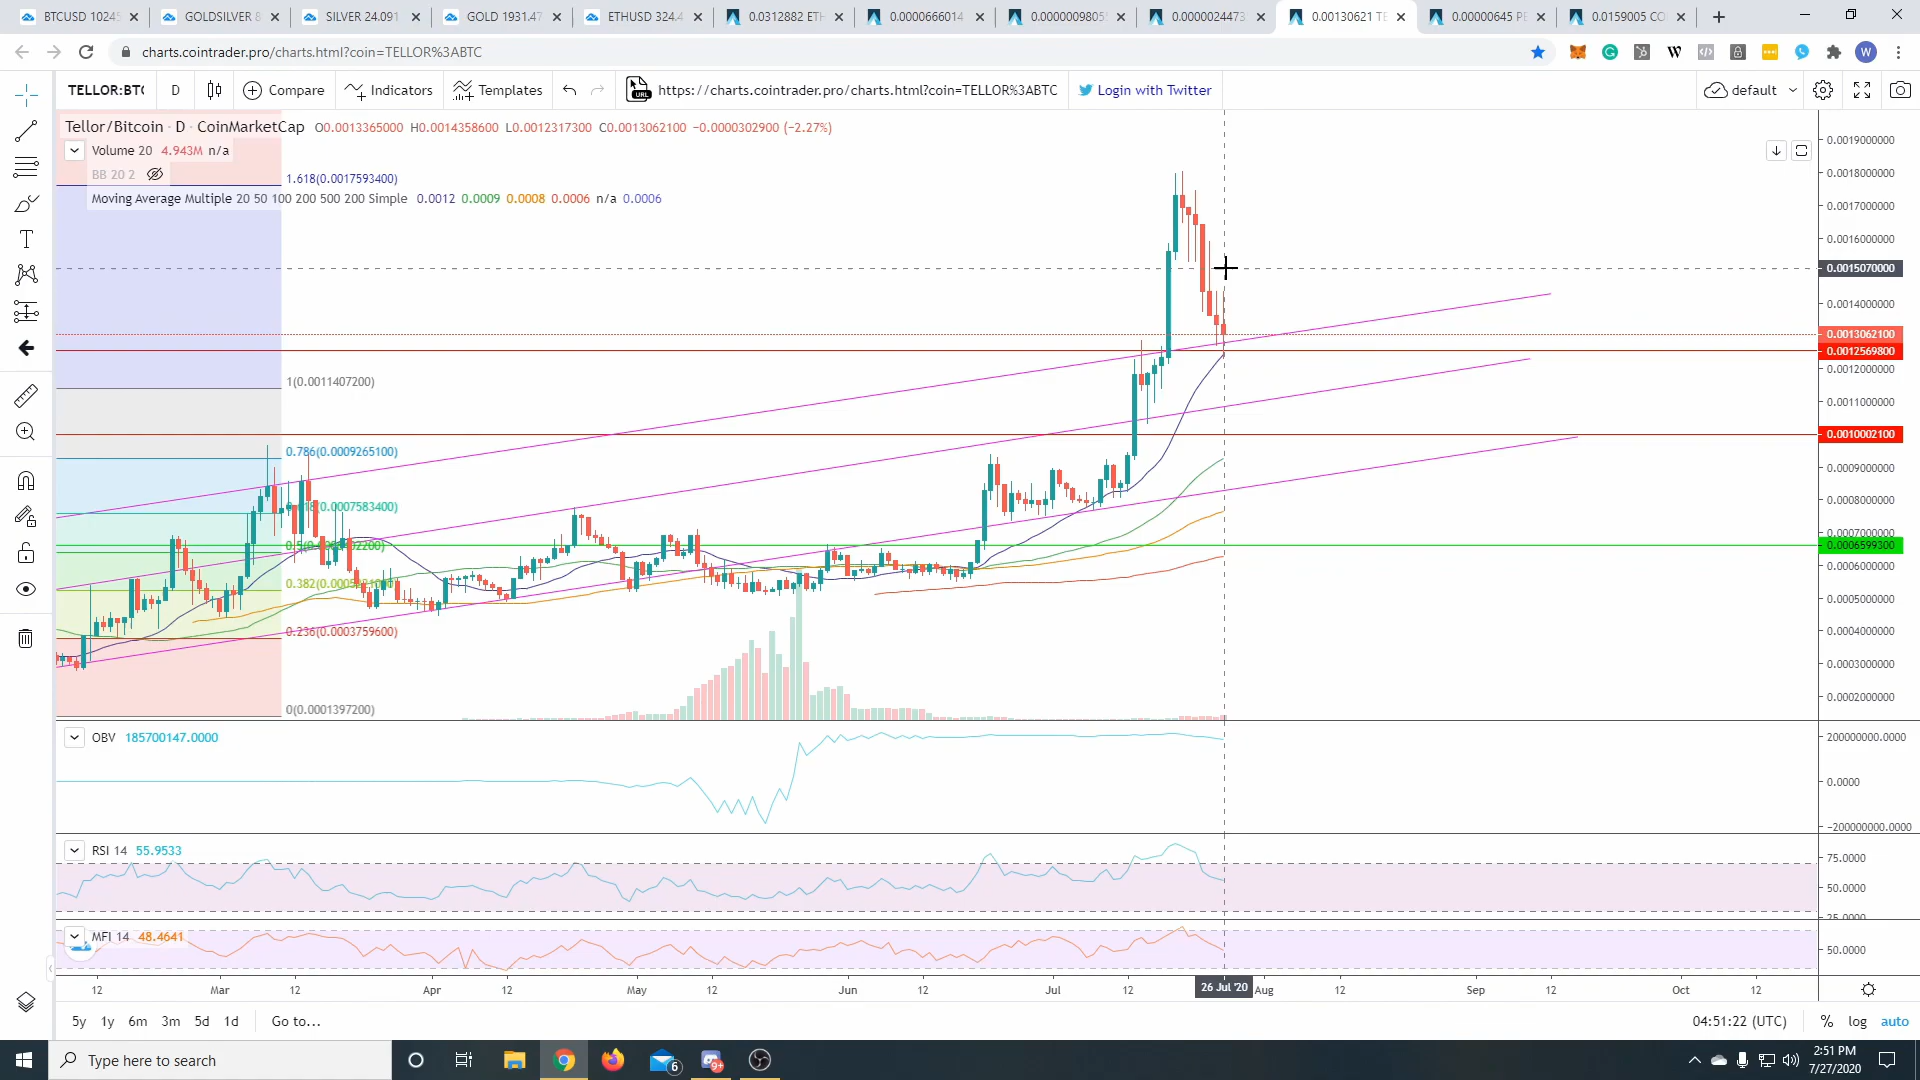 BTCUSD 10245
GOLDSILVER 8
SILVER 24.091
GOLD 1931.47
ETHUSD 324.4
0.0312882 ETH
0.0000666014
0.00000009805
0.0000024473
0.00130621 TE
0.00000645 PE
0.0159005 CO
charts.cointrader.pro/charts.html?coin=TELLOR%3ABTC
TELLOR:BTC
D
Compare
Indicators
Templates
https://charts.cointrader.pro/charts.html?coin=TELLOR%3ABTC
Login with Twitter
default
Tellor/Bitcoin · D · CoinMarketCap O0.0013365000 H0.0014358600 L0.0012317300 C0.0013062100 −0.0000302900 (−2.27%)
Volume 20 4.943M n/a
BB 20 2
Moving Average Multiple 20 50 100 200 500 200 Simple 0.0012 0.0009 0.0008 0.0006 n/a 0.0006
1.618(0.0017593400)
1(0.0011407200)
0.786(0.0009265100)
0.236(0.0003759600)
0(0.0001397200)
0.0019000000
0.0018000000
0.0017000000
0.0016000000
0.0015070000
0.0014000000
0.0013062100
0.0012569800
0.0012000000
0.0011000000
0.0010002100
0.0009000000
0.0008000000
0.0007000000
0.0006599300
0.0006000000
0.0005000000
0.0004000000
0.0003000000
0.0002000000
OBV 185700147.0000
200000000.0000
0.0000
−200000000.0000
RSI 14 55.9533
75.0000
50.0000
25.0000
MFI 14 48.4641
50.0000
12 Mar 12 Apr 12 May 12 Jun 12 Jul 12 26 Jul '20 Aug 12 Sep 12 Oct 12
5y 1y 6m 3m 5d 1d Go to...
04:51:22 (UTC) % log auto
Type here to search
6
9+
2:51 PM
7/27/2020